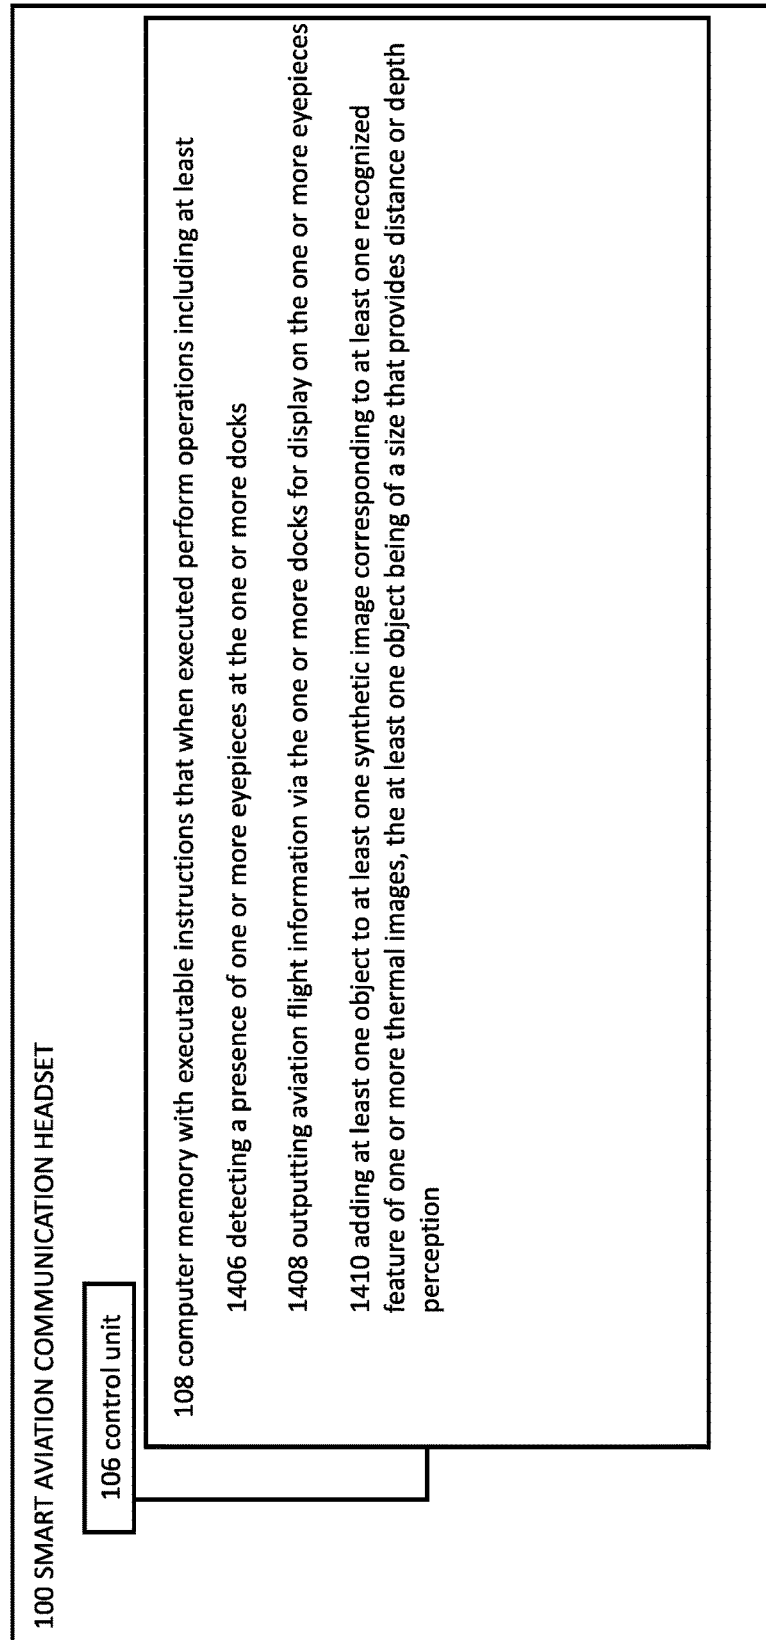 100 SMART AVIATION COMMUNICATION HEADSET
106 control unit
108 computer memory with executable instructions that when executed perform operations including at least
1406 detecting a presence of one or more eyepieces at the one or more docks
1408 outputting aviation flight information via the one or more docks for display on the one or more eyepieces
1410 adding at least one object to at least one synthetic image corresponding to at least one recognized
feature of one or more thermal images, the at least one object being of a size that provides distance or depth
perception